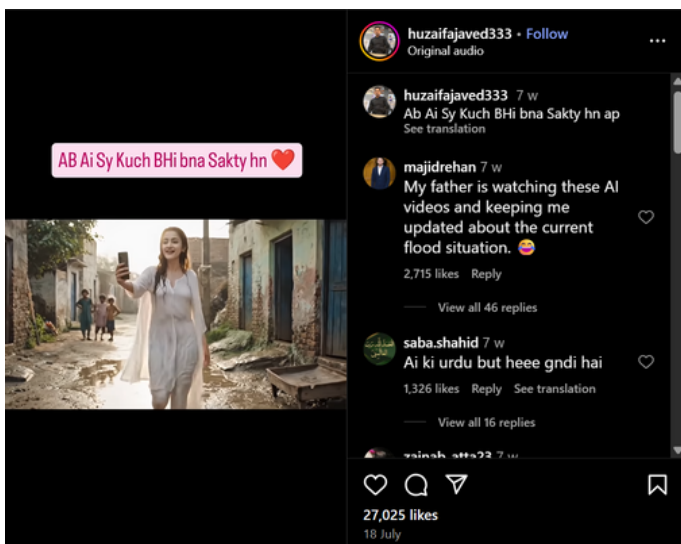 AB Ai Sy Kuch BHi bna Sakty hn ❤️
huzaifajaved333 • Follow
Original audio
huzaifajaved333 7 w
Ab Ai Sy Kuch BHi bna Sakty hn ap
See translation
majidrehan 7 w
My father is watching these AI
videos and keeping me
updated about the current
flood situation. 😂
2,715 likes Reply
View all 46 replies
saba.shahid 7 w
Ai ki urdu but heee gndi hai
1,326 likes Reply See translation
View all 16 replies
zainab_atta23 7 w
27,025 likes
18 July